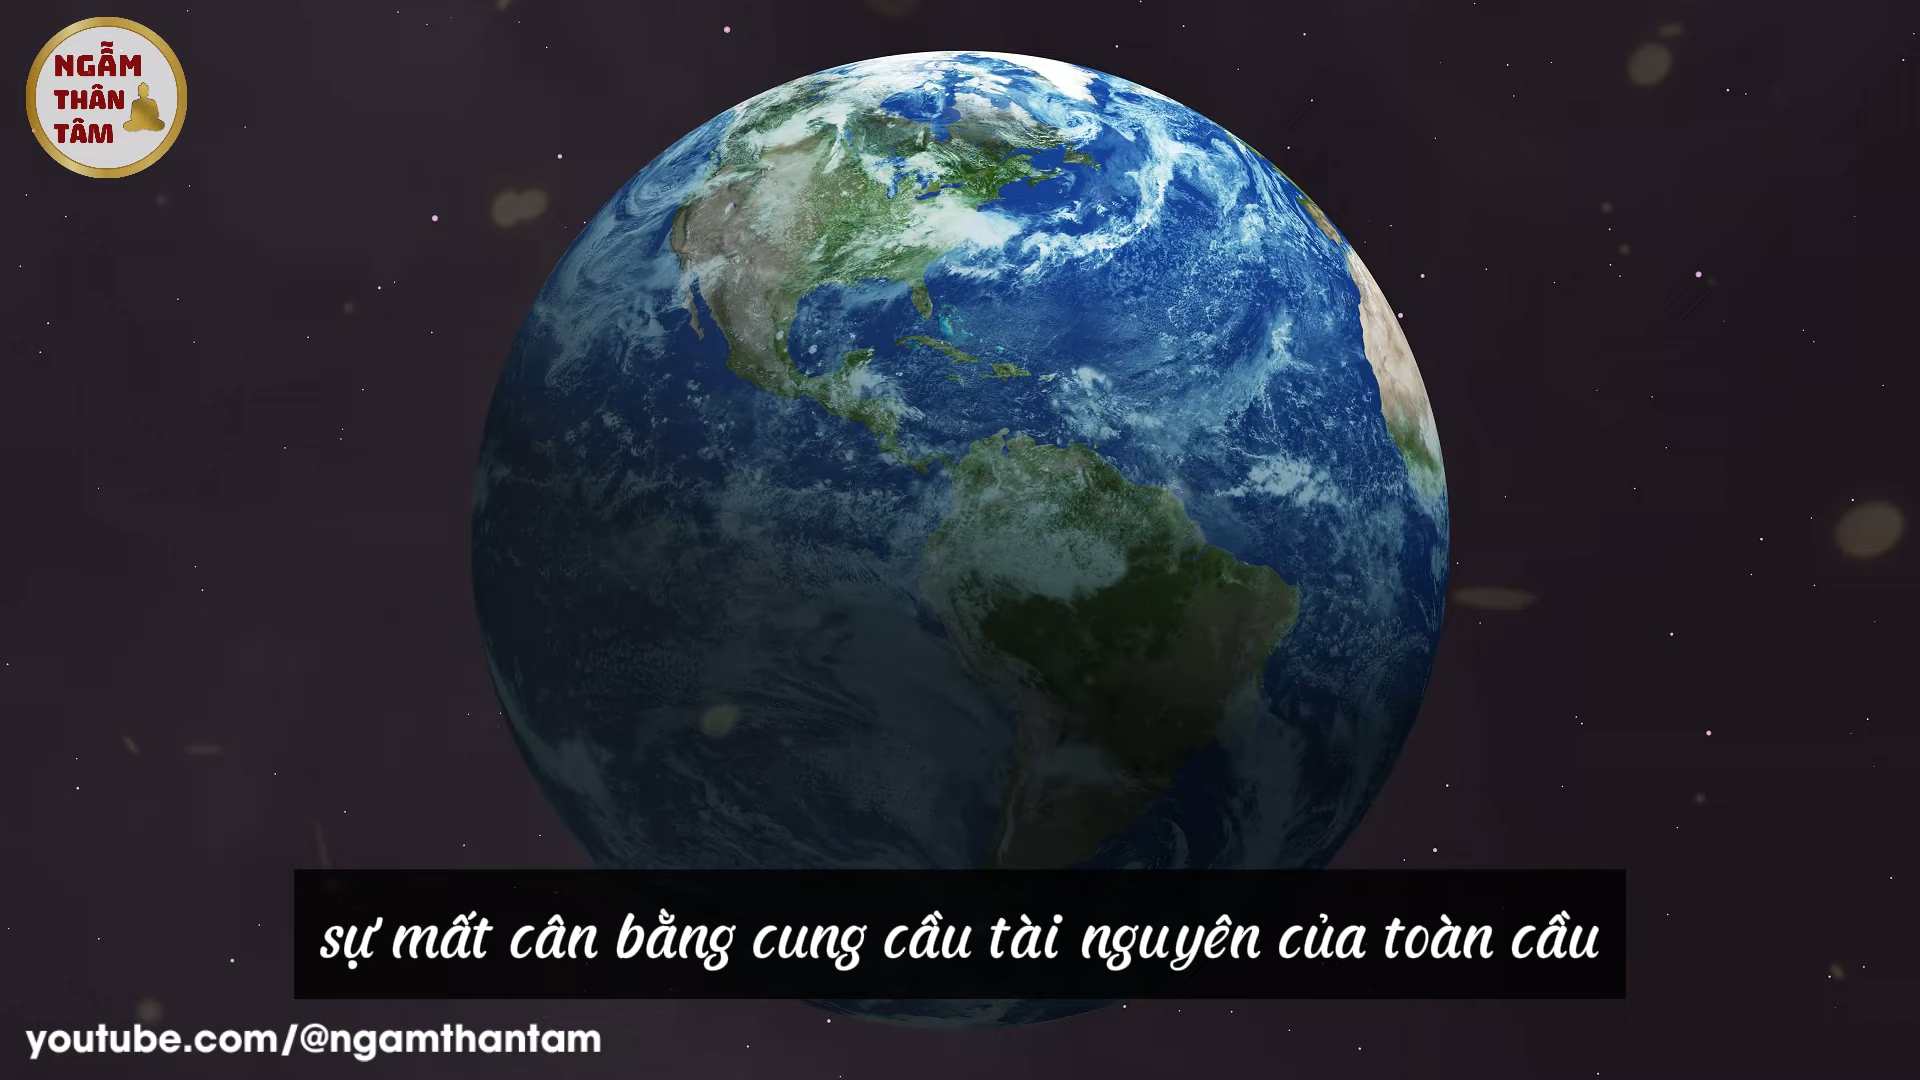 NGẪM
THÂN
TÂM
sự mất cân bằng cung cầu tài nguyên của toàn cầu
youtube.com/@ngamthantam